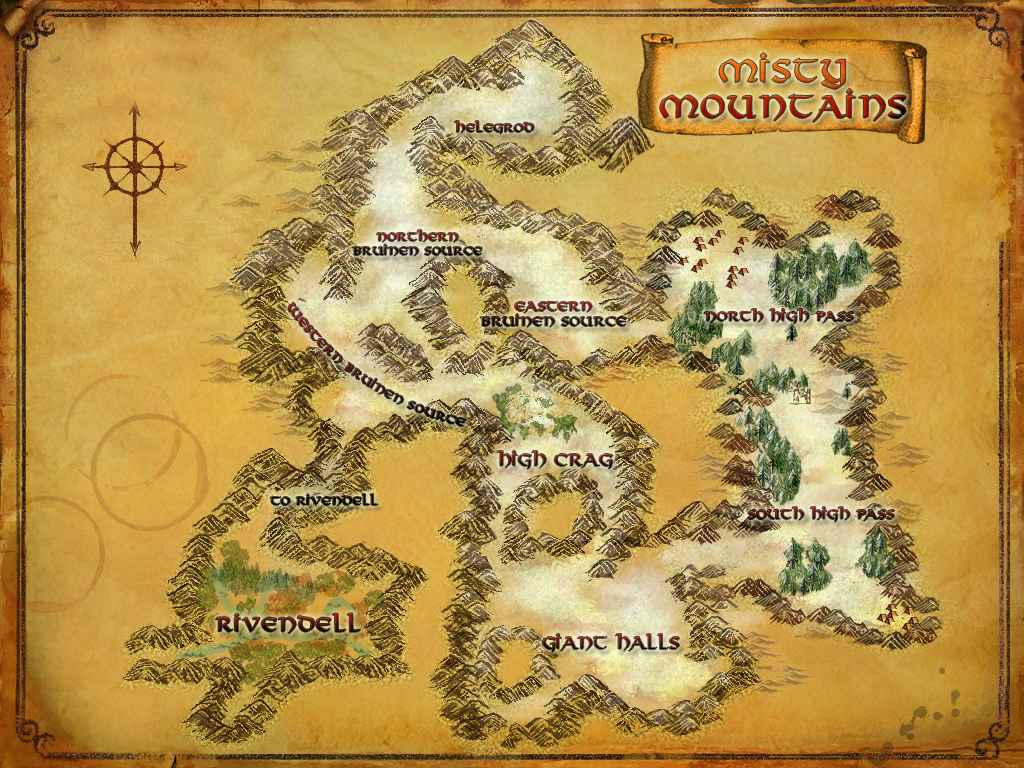 Misty
Mountains
Helegrod
Northern
Bruinen Source
Eastern
Bruinen Source
North High Pass
Western Bruinen Source
High Crag
To Rivendell
South High Pass
Rivendell
Giant Halls